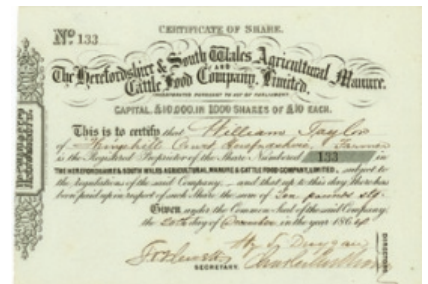 CERTIFICATE OF SHARE.
No 133
The Herefordshire & South Wales Agricultural Manure.
AND
Cattle Food Company, Limited.
INCORPORATED PURSUANT TO ACT OF PARLIAMENT
CAPITAL, £10,000, IN 1000 SHARES OF £10 EACH.
This is to certify that William Taylor
of Thinghill Court, Herefordshire, Farmer
is the Registered Proprietor of the Share Numbered 133 in
THE HEREFORDSHIRE & SOUTH WALES AGRICULTURAL MANURE & CATTLE FOOD COMPANY, LIMITED, subject to
the regulations of the said Company, and that up to this day there has
been paid up in respect of such Share the sum of Ten pounds stg.
Given under the Common Seal of the said Company,
the 20th day of December in the year 1864
SECRETARY.
DIRECTORS